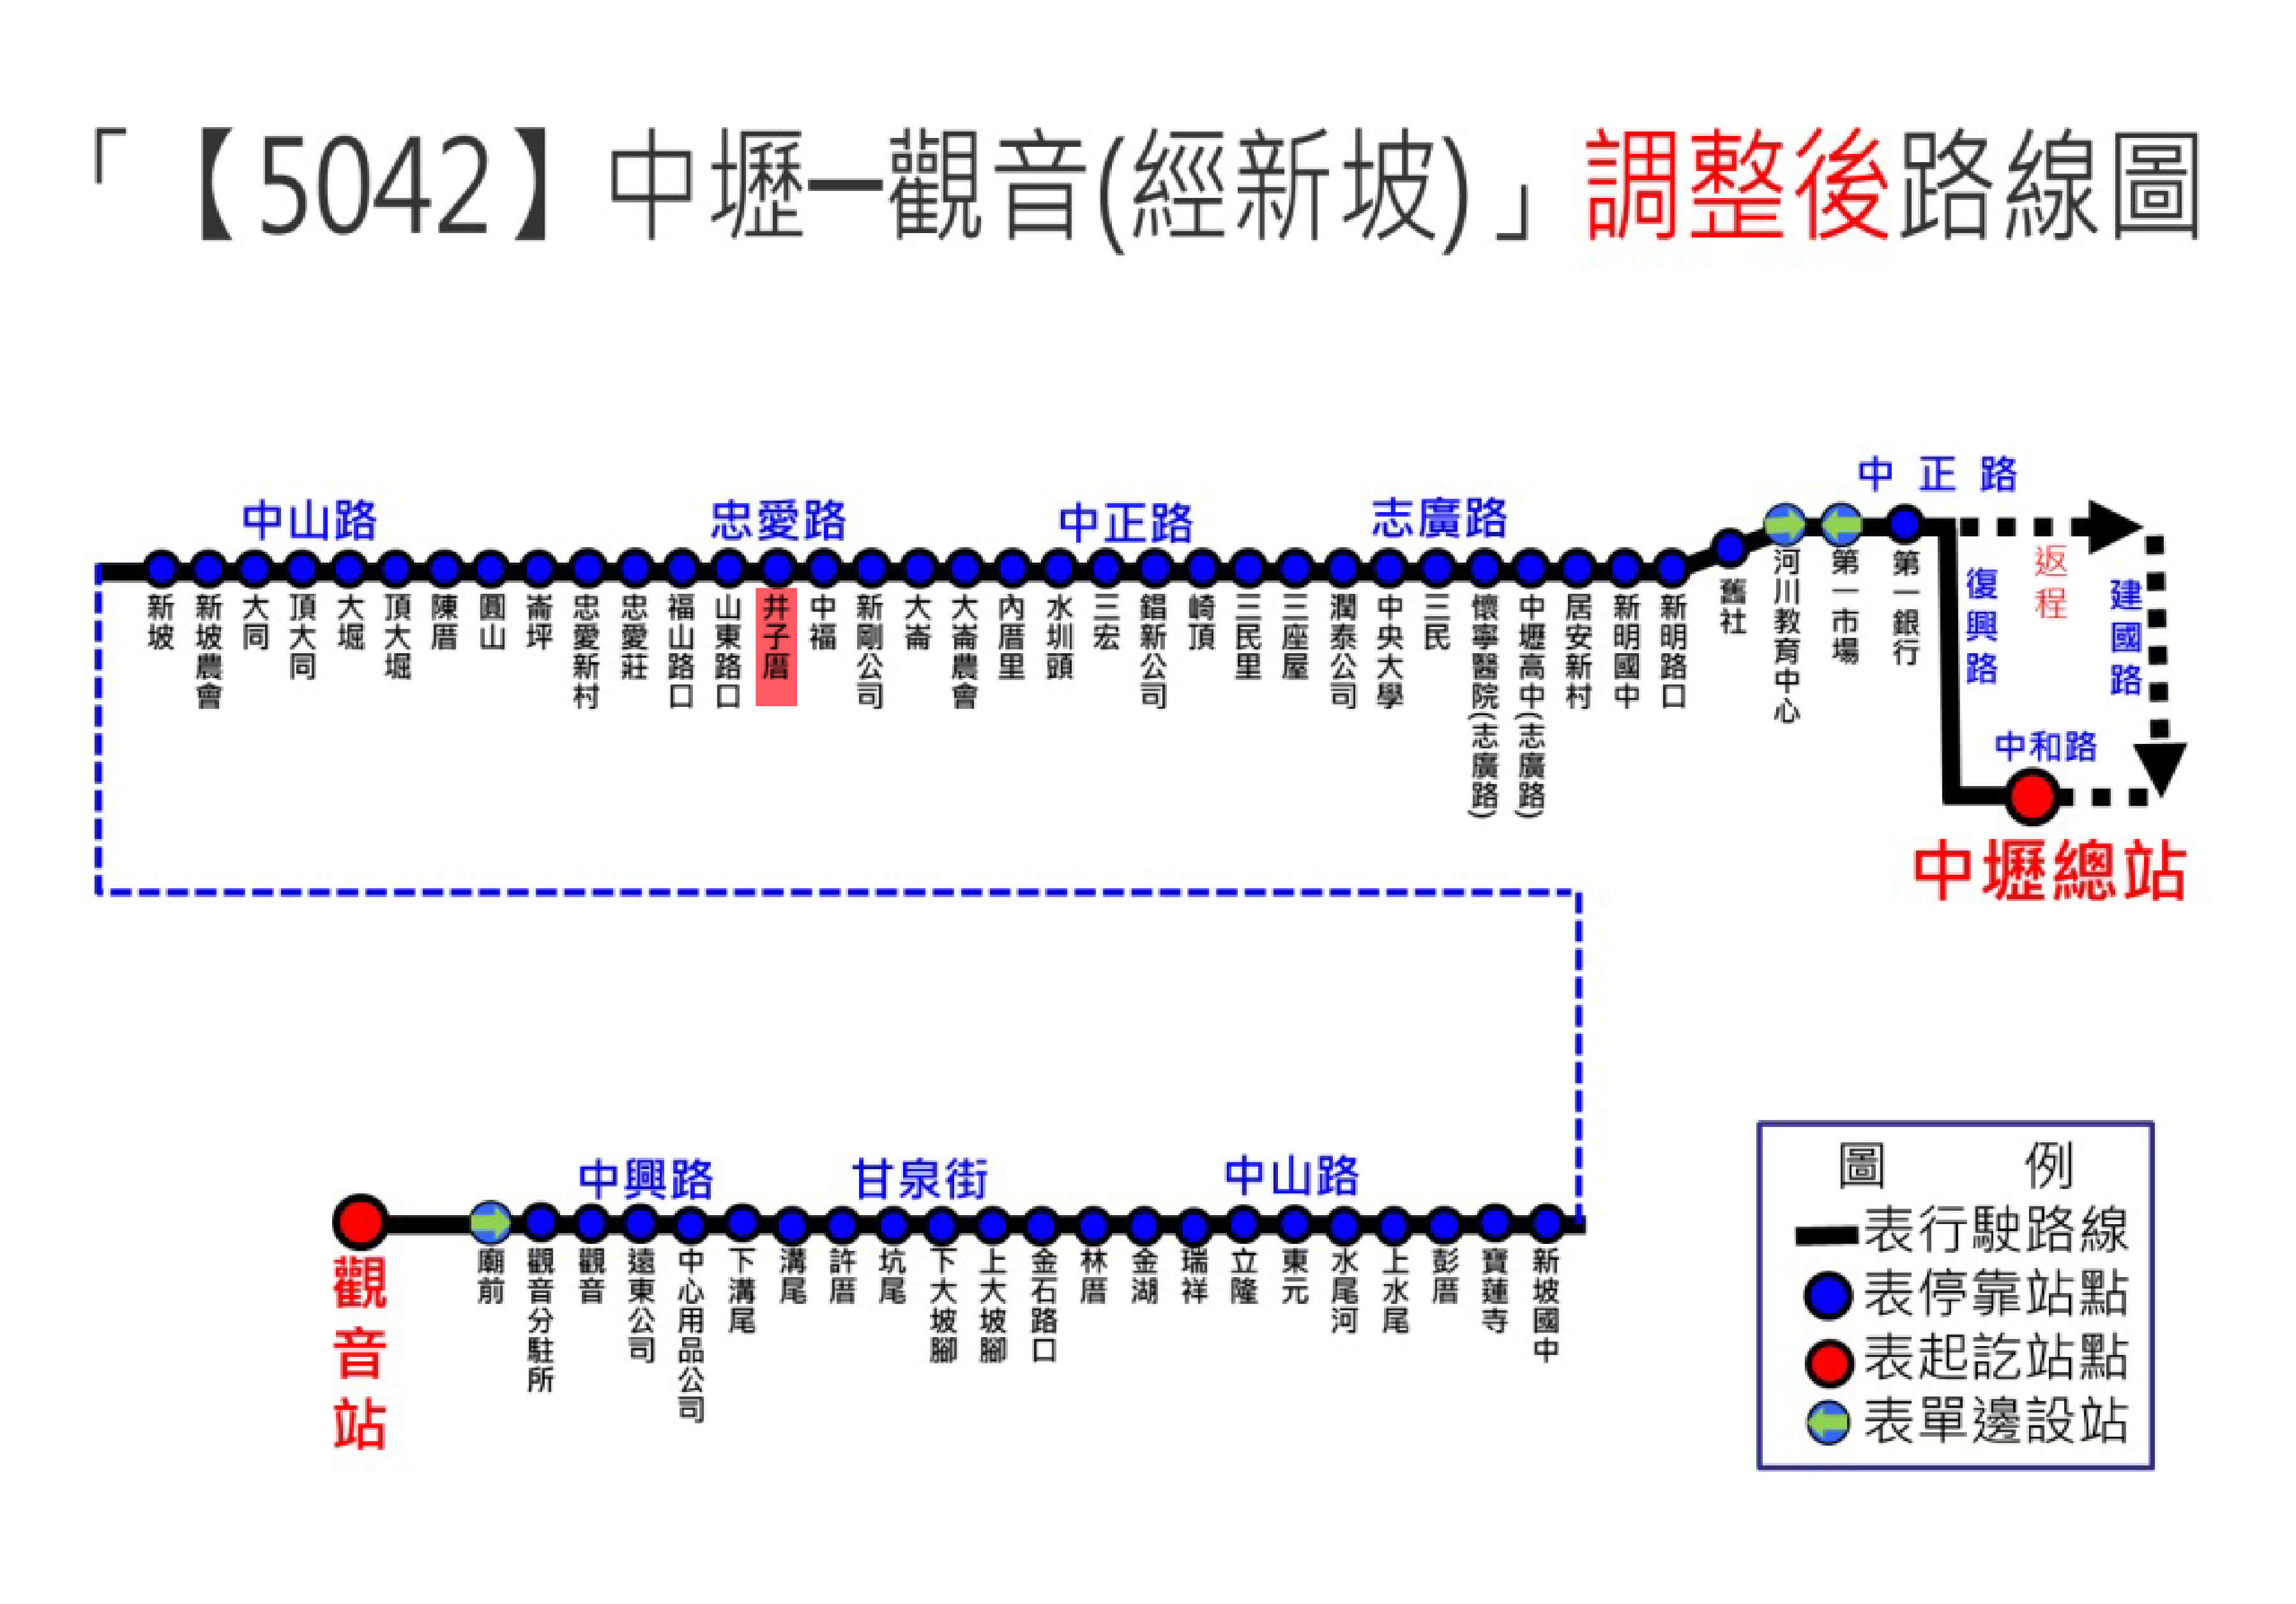 「【5042】中壢─觀音(經新坡)」調整後路線圖
中正路
中山路
忠愛路
中正路
志廣路
新坡
新坡農會
大同
頂大同
大堀
頂大堀
陳厝
圓山
崙坪
忠愛新村
忠愛莊
福山路口
山東路口
井子厝
中福
新剛公司
大崙
大崙農會
內厝里
水圳頭
三宏
錩新公司
崎頂
三民里
三座屋
潤泰公司
中央大學
三民
懷寧醫院(志廣路)
中壢高中(志廣路)
居安新村
新明國中
新明路口
舊社
河川教育中心
第一市場
第一銀行
復興路
返程
建國路
中和路
中壢總站
中興路
甘泉街
中山路
觀音站
廟前
觀音分駐所
觀音
遠東公司
中心用品公司
下溝尾
溝尾
許厝
坑尾
下大坡腳
上大坡腳
金石路口
林厝
金湖
瑞祥
立隆
東元
水尾河
上水尾
彭厝
寶蓮寺
新坡國中
圖例
表行駛路線
表停靠站點
表起訖站點
表單邊設站